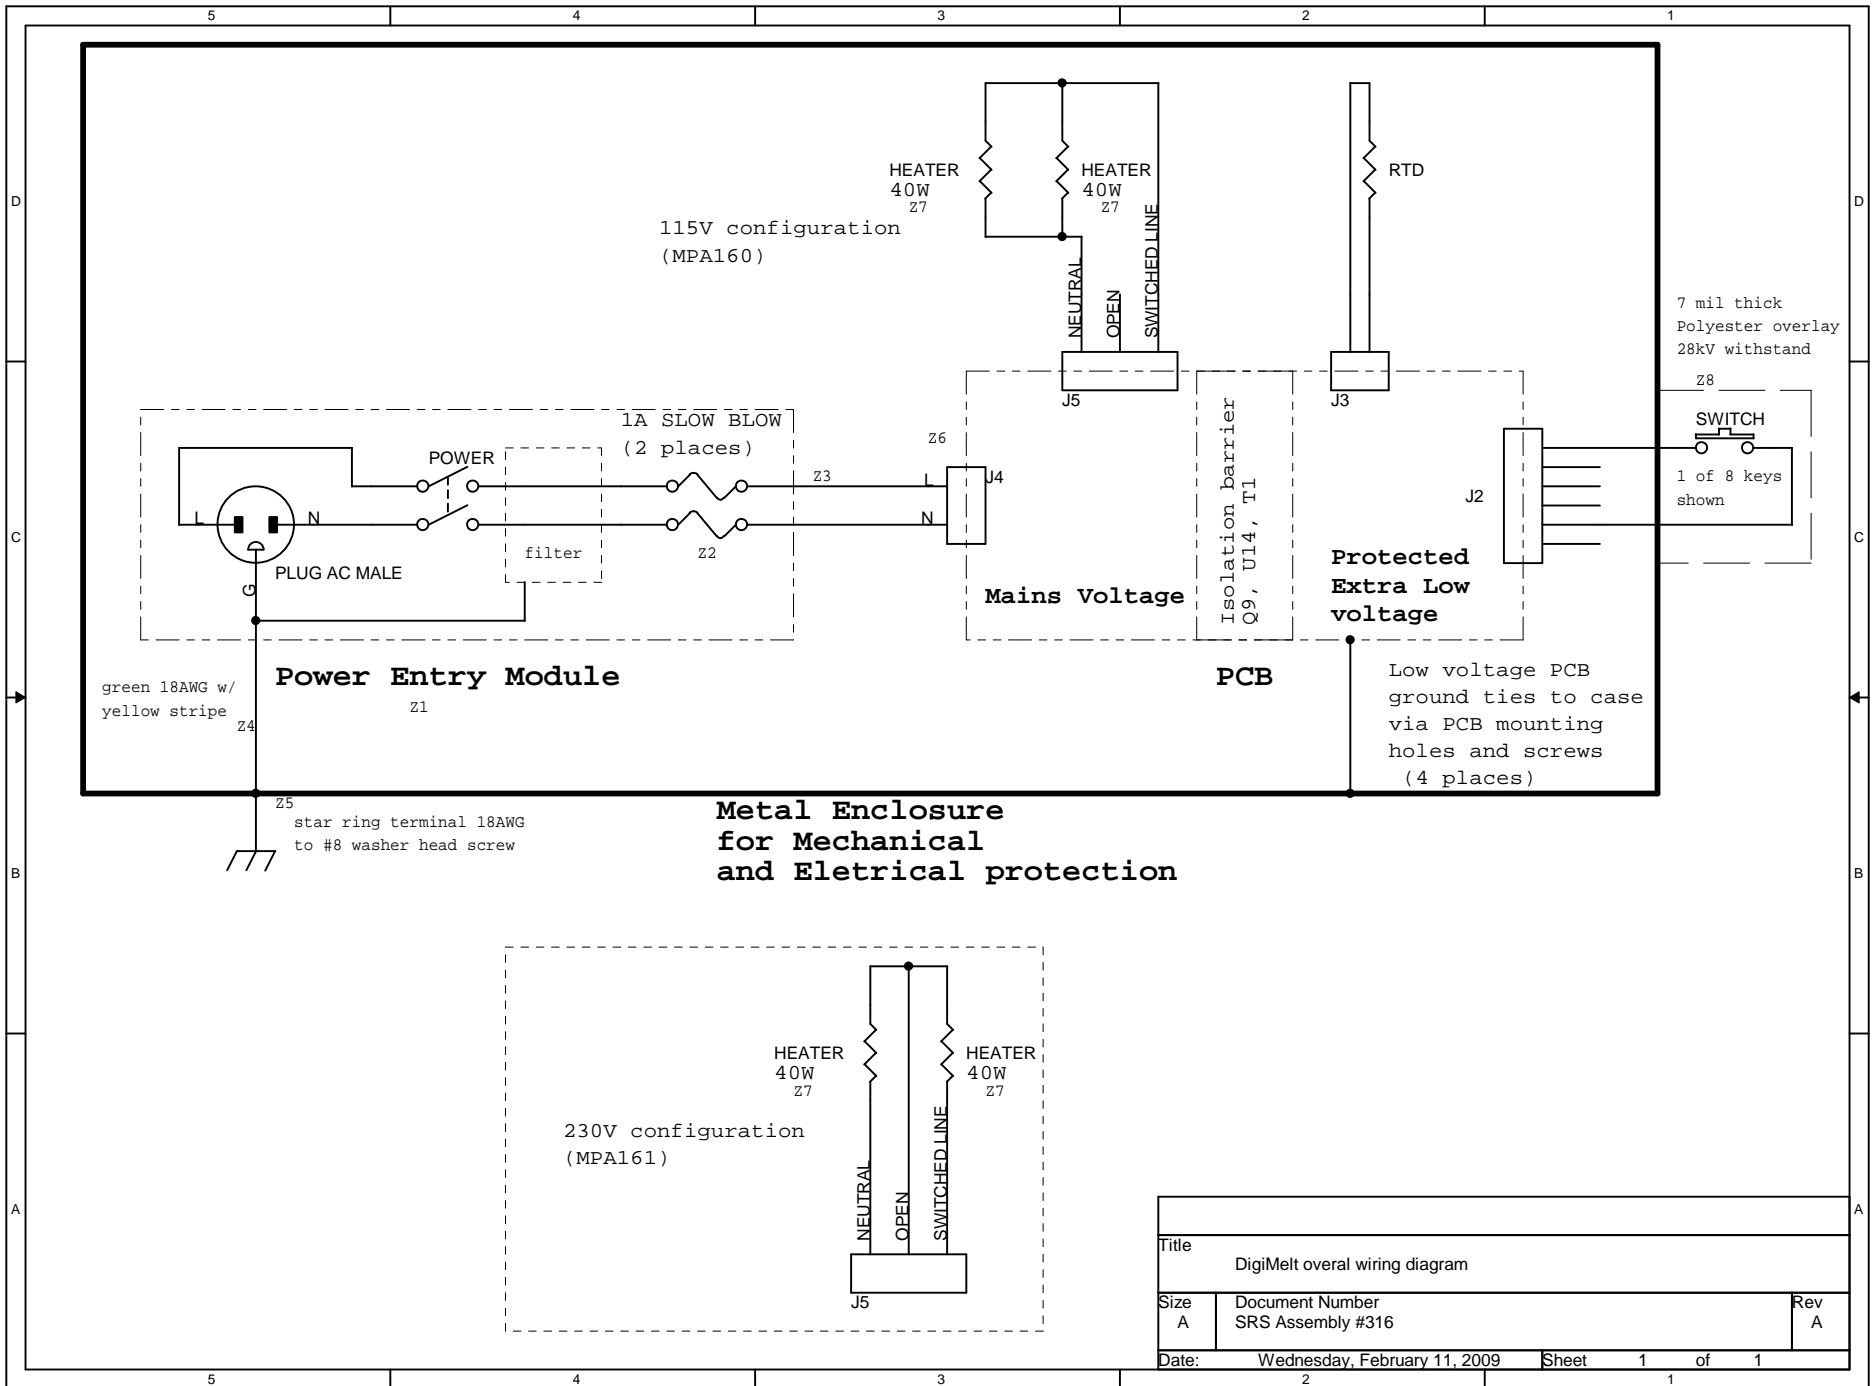 5
4
3
2
1
D
D
HEATER
40W
Z7
HEATER
40W
Z7
RTD
115V configuration
(MPA160)
NEUTRAL
OPEN
SWITCHED LINE
7 mil thick
Polyester overlay
28kV withstand
Z8
J5
J3
SWITCH
1 of 8 keys
shown
1A SLOW BLOW
(2 places)
POWER
Z6
Z3
L
J4
Isolation barrier
Q9, U14, T1
J2
L
N
N
C
C
filter
Z2
PLUG AC MALE
G
Mains Voltage
Protected
Extra Low
voltage
Power Entry Module
Z1
PCB
green 18AWG w/
yellow stripe
Z4
Low voltage PCB
ground ties to case
via PCB mounting
holes and screws
(4 places)
Z5
star ring terminal 18AWG
to #8 washer head screw
Metal Enclosure
for Mechanical
and Eletrical protection
B
B
HEATER
40W
Z7
HEATER
40W
Z7
230V configuration
(MPA161)
NEUTRAL
OPEN
SWITCHED LINE
J5
A
A
Title
DigiMelt overal wiring diagram
Size
A
Document Number
SRS Assembly #316
Rev
A
Date:
Wednesday, February 11, 2009
Sheet 1 of 1
5
4
3
2
1